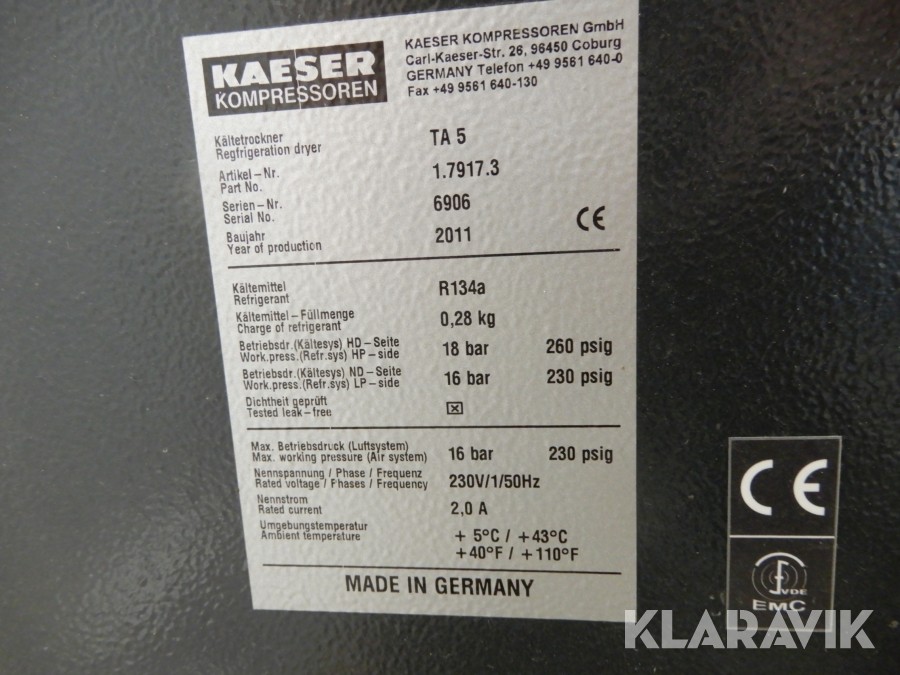 KAESER
KOMPRESSOREN
KAESER KOMPRESSOREN GmbH
Carl-Kaeser-Str. 26, 96450 Coburg
GERMANY Telefon +49 9561 640-0
Fax +49 9561 640-130
Kältetrockner TA 5
Regfrigeration dryer
Artikel-Nr. 1.7917.3
Part No.
Serien-Nr. 6906
Serial No.
CE
Baujahr 2011
Year of production
Kältemittel R134a
Refrigerant
Kältemittel-Füllmenge 0,28 kg
Charge of refrigerant
Betriebsdr.(Kältesys) HD-Seite 18 bar 260 psig
Work.press.(Refr.sys) HP-side
Betriebsdr.(Kältesys) ND-Seite 16 bar 230 psig
Work.press.(Refr.sys) LP-side
Dichtheit geprüft ☒
Tested leak-free
Max. Betriebsdruck (Luftsystem) 16 bar 230 psig
Max. working pressure (Air system)
Nennspannung / Phase / Frequenz 230V/1/50Hz
Rated voltage / Phases / Frequency
Nennstrom 2,0 A
Rated current
Umgebungstemperatur + 5°C / +43°C
Ambient temperature +40°F / +110°F
MADE IN GERMANY
CE
VDE
EMC
KLARAVIK